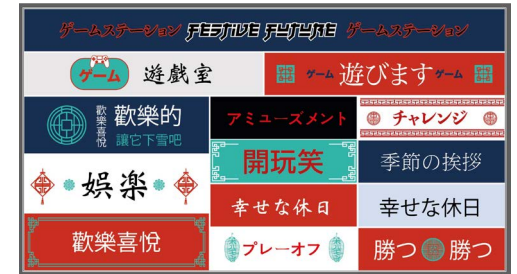 ゲームステーション FESTIVE FUTURE ゲームステーション
ゲーム 遊戲室
ゲーム 遊びます ゲーム
歡樂喜悅 歡樂的
讓它下雪吧
アミューズメント
チャレンジ
開玩笑
季節の挨拶
娯楽
幸せな休日
幸せな休日
歡樂喜悅
プレーオフ
勝つ 勝つ